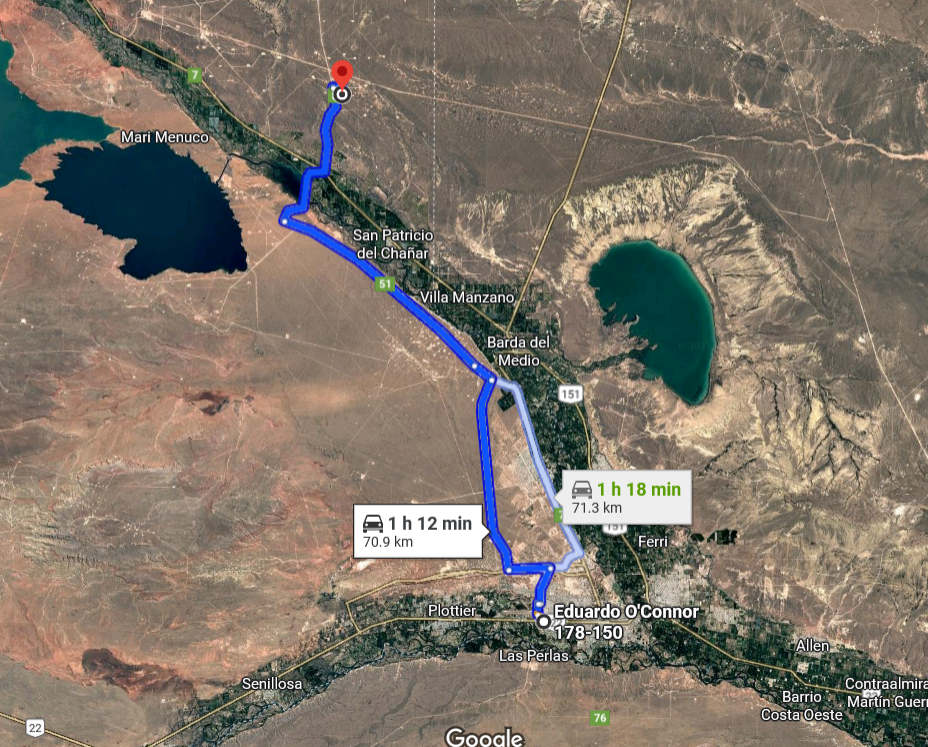 7
Mari Menuco
San Patricio
del Chañar
51
Villa Manzano
Barda del
Medio
151
1 h 18 min
71.3 km
1 h 12 min
70.9 km
151
Ferri
Plottier
Eduardo O'Connor
178-150
Las Perlas
Allen
Senillosa
Contraalmira
Martín Guerr
Barrio
Costa Oeste
22
76
Google